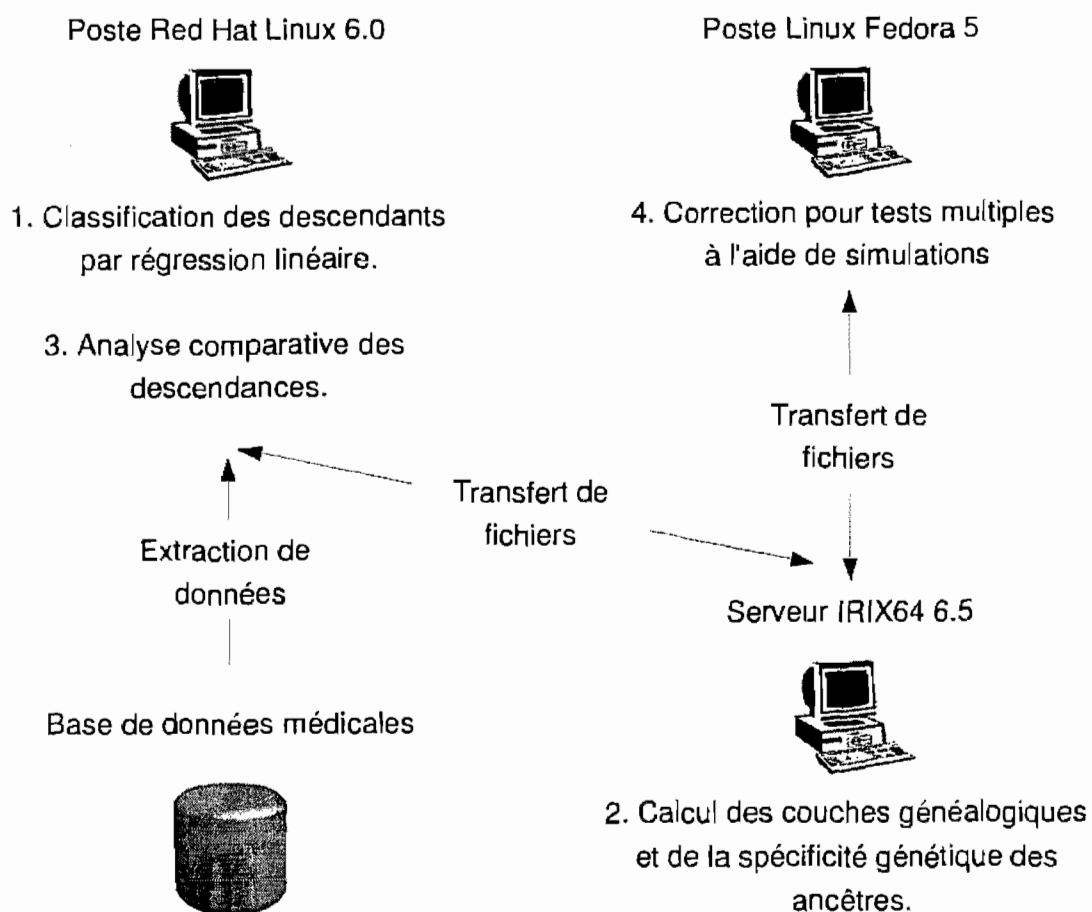 Poste Red Hat Linux 6.0
1. Classification des descendants
par régression linéaire.
3. Analyse comparative des
descendances.
Extraction de
données
Base de données médicales
Transfert de
fichiers
Poste Linux Fedora 5
4. Correction pour tests multiples
à l'aide de simulations
Transfert de
fichiers
Serveur IRIX64 6.5
2. Calcul des couches généalogiques
et de la spécificité génétique des
ancêtres.